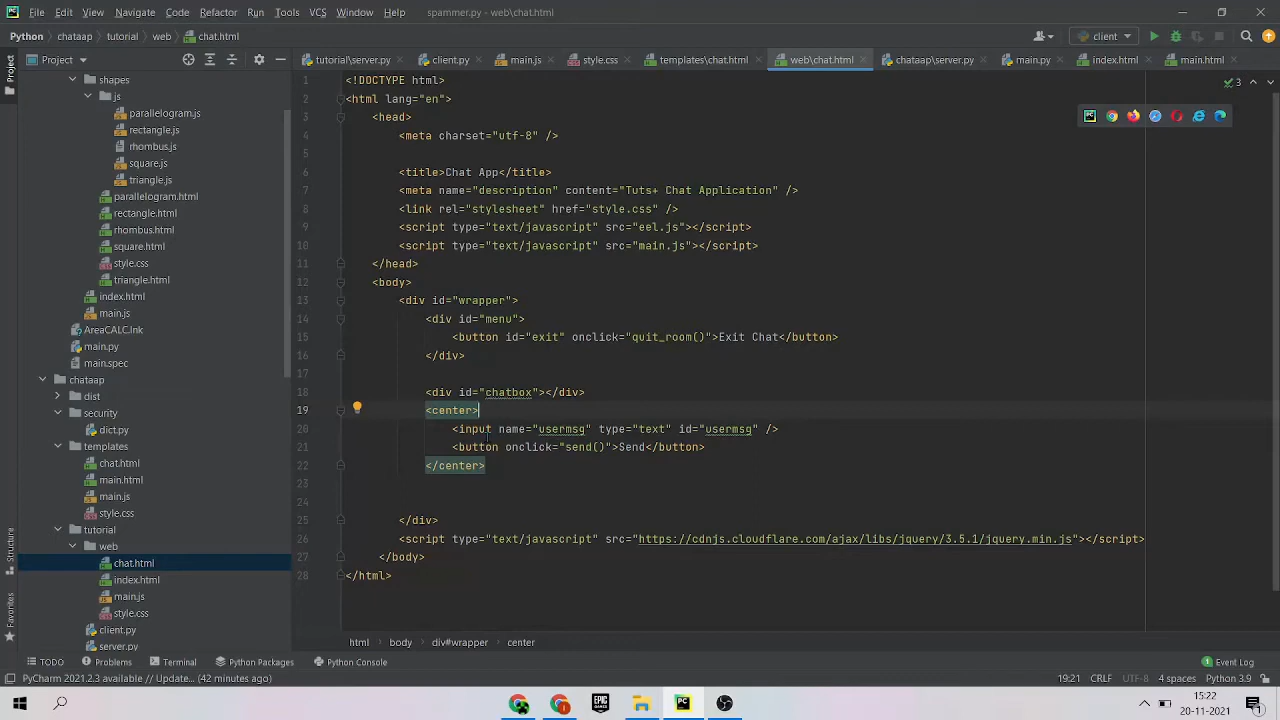 File Edit View Navigate Code Refactor Run Tools VCS Window Help spammer.py - web\chat.html
Python chataap tutorial web chat.html client
Project tutorial\server.py client.py main.js style.css templates\chat.html web\chat.html chataap\server.py main.py index.html main.html
Project
Structure
Favorites
shapes
js
parallelogram.js
rectangle.js
rhombus.js
square.js
triangle.js
parallelogram.html
rectangle.html
rhombus.html
square.html
style.css
triangle.html
index.html
main.js
AreaCALC.lnk
main.py
main.spec
chataap
dist
security
dict.py
templates
chat.html
main.html
main.js
style.css
tutorial
web
chat.html
index.html
main.js
style.css
client.py
server.py
3
1 <!DOCTYPE html>
2 <html lang="en">
3 <head>
4 <meta charset="utf-8" />
5
6 <title>Chat App</title>
7 <meta name="description" content="Tuts+ Chat Application" />
8 <link rel="stylesheet" href="style.css" />
9 <script type="text/javascript" src="eel.js"></script>
10 <script type="text/javascript" src="main.js"></script>
11 </head>
12 <body>
13 <div id="wrapper">
14 <div id="menu">
15 <button id="exit" onclick="quit_room()">Exit Chat</button>
16 </div>
17
18 <div id="chatbox"></div>
19 <center>
20 <input name="usermsg" type="text" id="usermsg" />
21 <button onclick="send()">Send</button>
22 </center>
23
24
25 </div>
26 <script type="text/javascript" src="https://cdnjs.cloudflare.com/ajax/libs/jquery/3.5.1/jquery.min.js"></script>
27 </body>
28 </html>
html body div#wrapper center
TODO Problems Terminal Python Packages Python Console 1 Event Log
PyCharm 2021.2.3 available // Update... (42 minutes ago) 19:21 CRLF UTF-8 4 spaces Python 3.9
15:22
20-11-2021